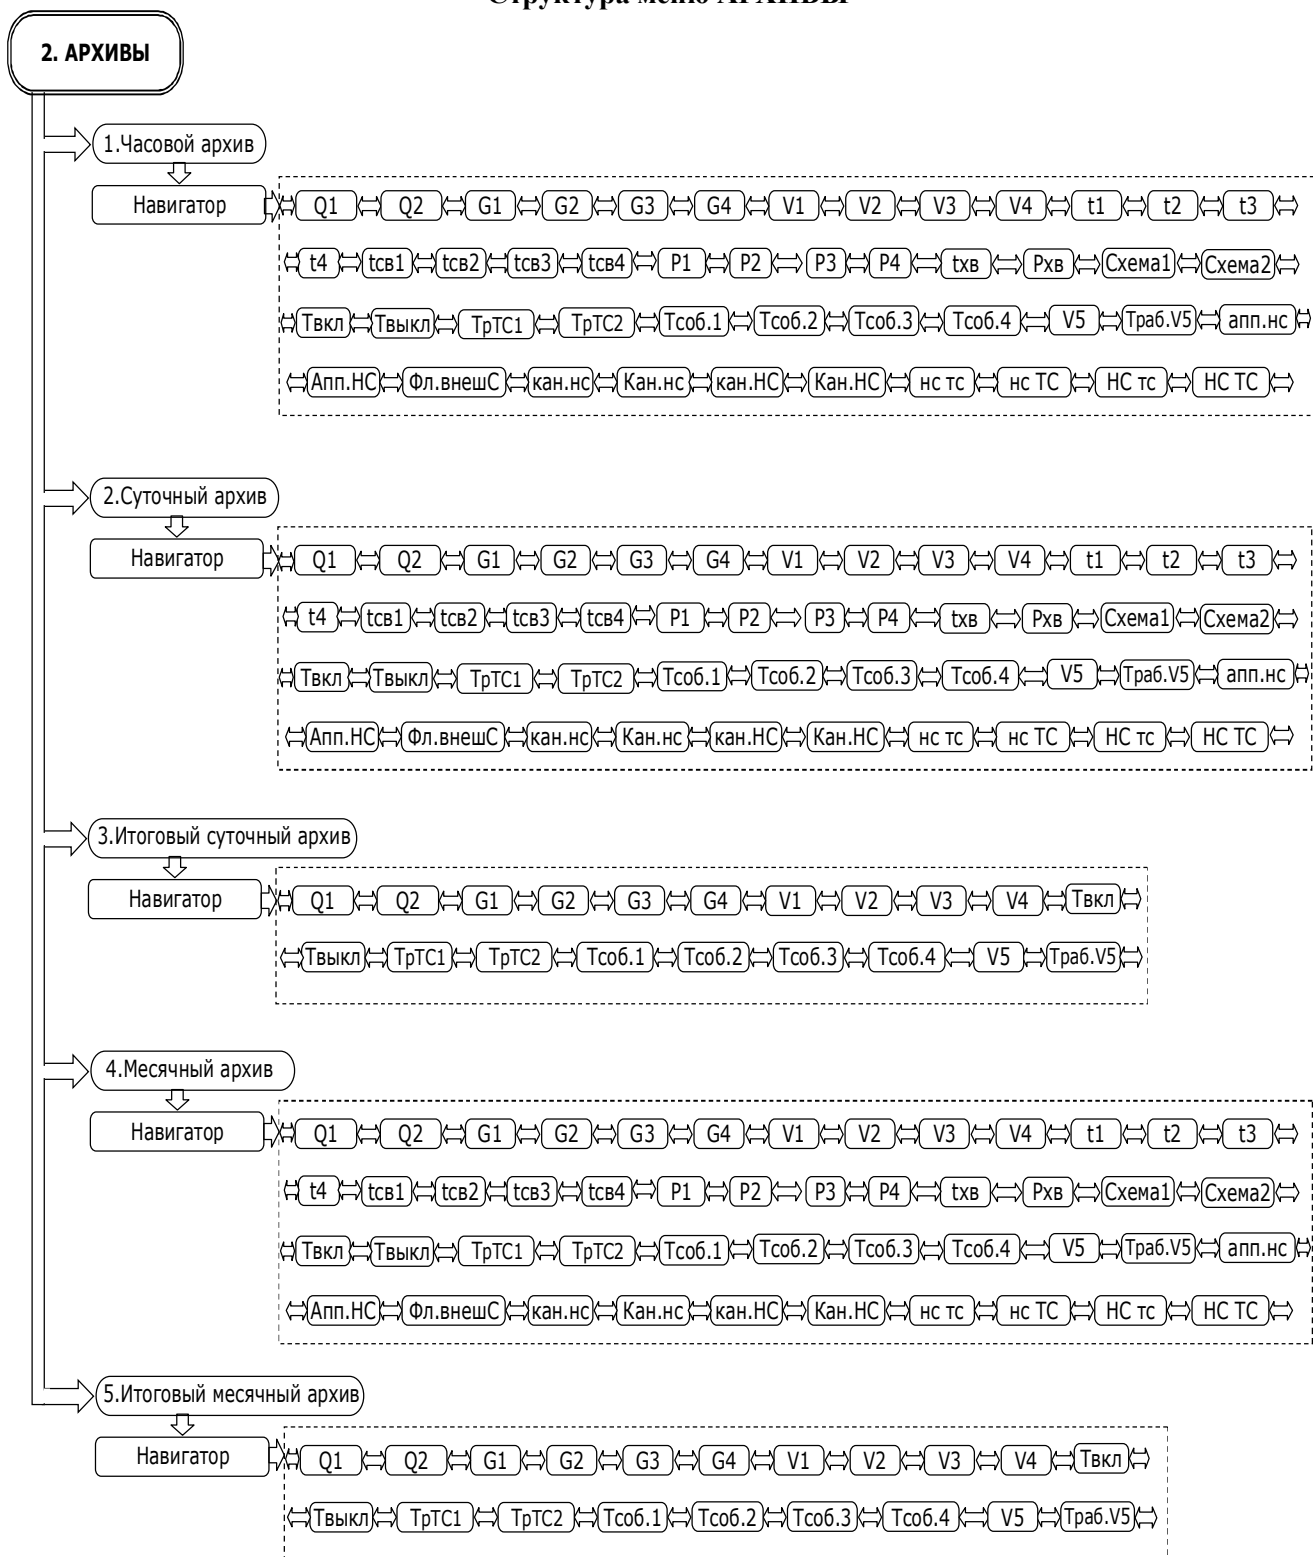 Структура меню АРХИВЫ
2. АРХИВЫ
1.Часовой архив
Навигатор Q1 Q2 G1 G2 G3 G4 V1 V2 V3 V4 t1 t2 t3
t4 tсв1 tсв2 tсв3 tсв4 P1 P2 P3 P4 tхв Pхв Схема1 Схема2
Твкл Твыкл ТрТС1 ТрТС2 Тсоб.1 Тсоб.2 Тсоб.3 Тсоб.4 V5 Траб.V5 апп.нс
Апп.НС Фл.внешС кан.нс Кан.нс кан.НС Кан.НС нс тс нс ТС НС тс НС ТС
2.Суточный архив
Навигатор Q1 Q2 G1 G2 G3 G4 V1 V2 V3 V4 t1 t2 t3
t4 tсв1 tсв2 tсв3 tсв4 P1 P2 P3 P4 tхв Pхв Схема1 Схема2
Твкл Твыкл ТрТС1 ТрТС2 Тсоб.1 Тсоб.2 Тсоб.3 Тсоб.4 V5 Траб.V5 апп.нс
Апп.НС Фл.внешС кан.нс Кан.нс кан.НС Кан.НС нс тс нс ТС НС тс НС ТС
3.Итоговый суточный архив
Навигатор Q1 Q2 G1 G2 G3 G4 V1 V2 V3 V4 Твкл
Твыкл ТрТС1 ТрТС2 Тсоб.1 Тсоб.2 Тсоб.3 Тсоб.4 V5 Траб.V5
4.Месячный архив
Навигатор Q1 Q2 G1 G2 G3 G4 V1 V2 V3 V4 t1 t2 t3
t4 tсв1 tсв2 tсв3 tсв4 P1 P2 P3 P4 tхв Pхв Схема1 Схема2
Твкл Твыкл ТрТС1 ТрТС2 Тсоб.1 Тсоб.2 Тсоб.3 Тсоб.4 V5 Траб.V5 апп.нс
Апп.НС Фл.внешС кан.нс Кан.нс кан.НС Кан.НС нс тс нс ТС НС тс НС ТС
5.Итоговый месячный архив
Навигатор Q1 Q2 G1 G2 G3 G4 V1 V2 V3 V4 Твкл
Твыкл ТрТС1 ТрТС2 Тсоб.1 Тсоб.2 Тсоб.3 Тсоб.4 V5 Траб.V5